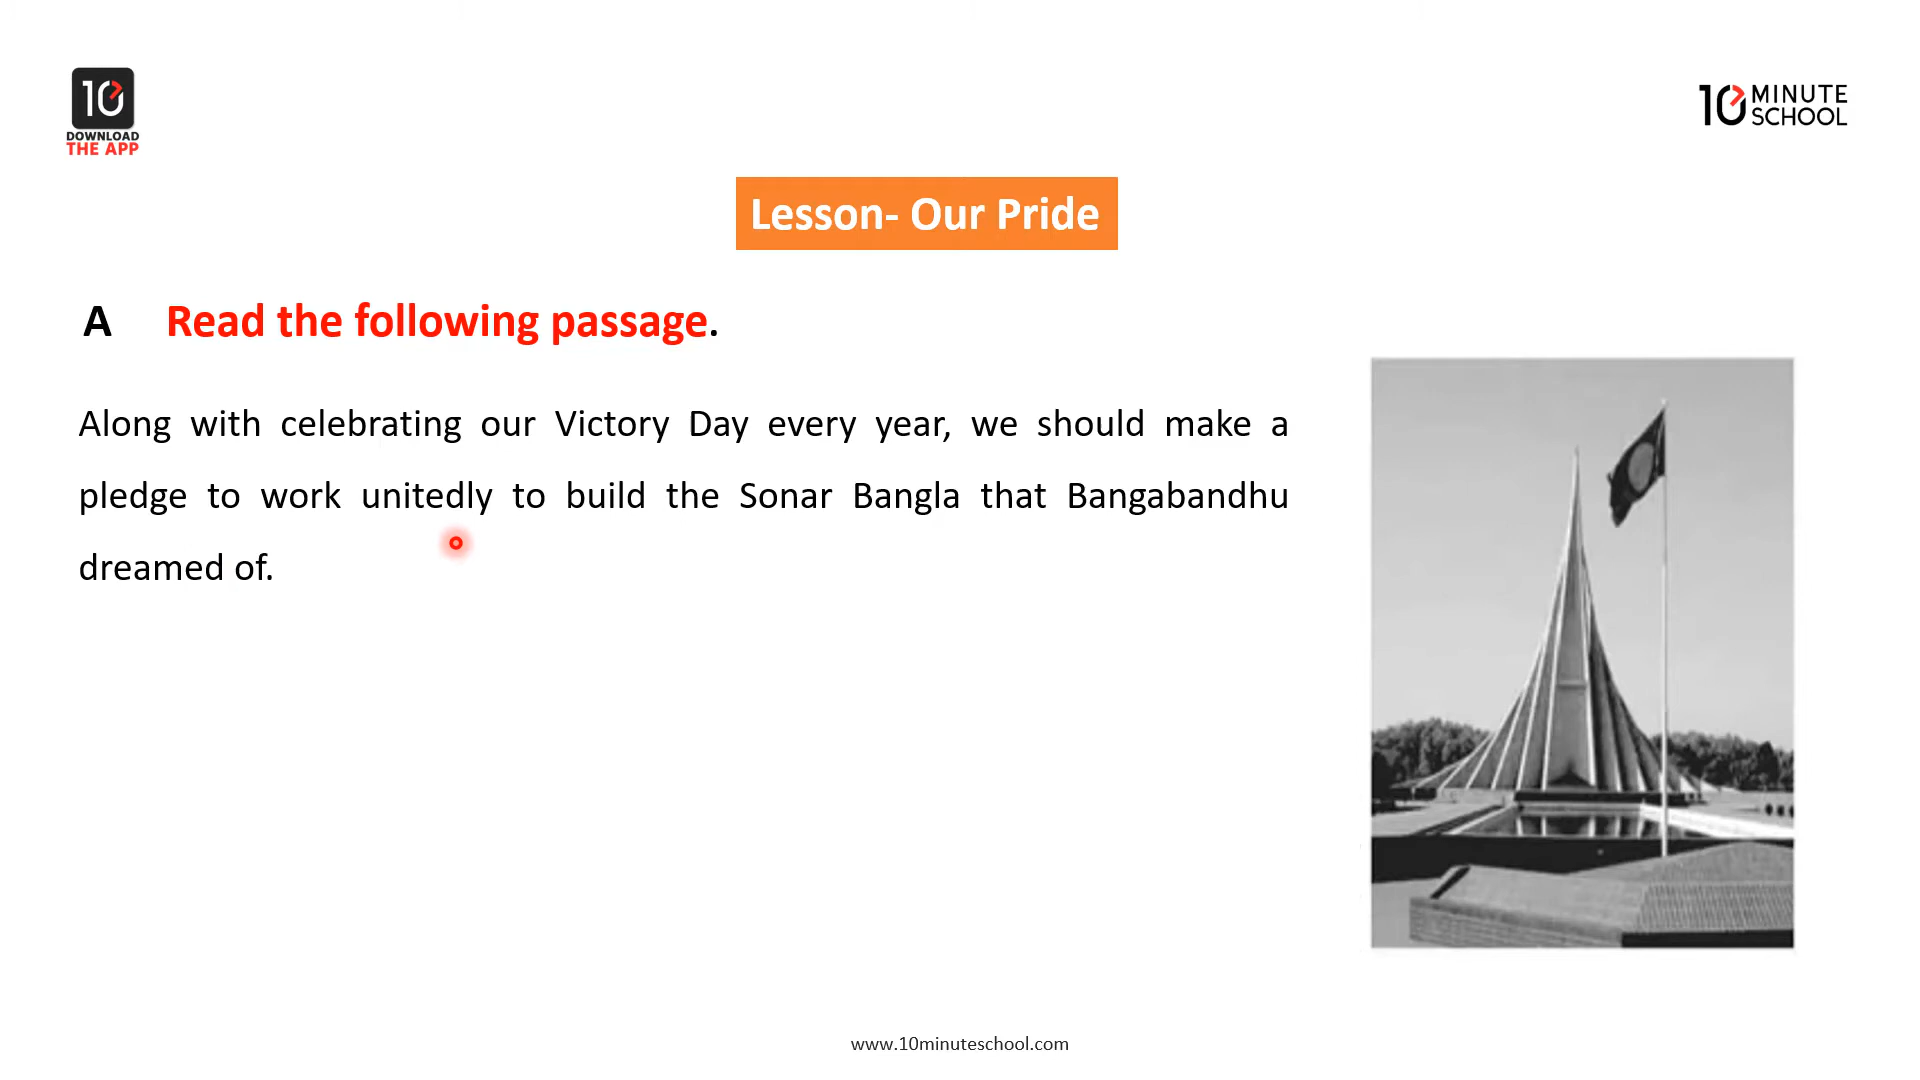 10
DOWNLOAD
THE APP
10 MINUTE
SCHOOL
Lesson- Our Pride
A Read the following passage.
Along with celebrating our Victory Day every year, we should make a
pledge to work unitedly to build the Sonar Bangla that Bangabandhu
dreamed of.
www.10minuteschool.com